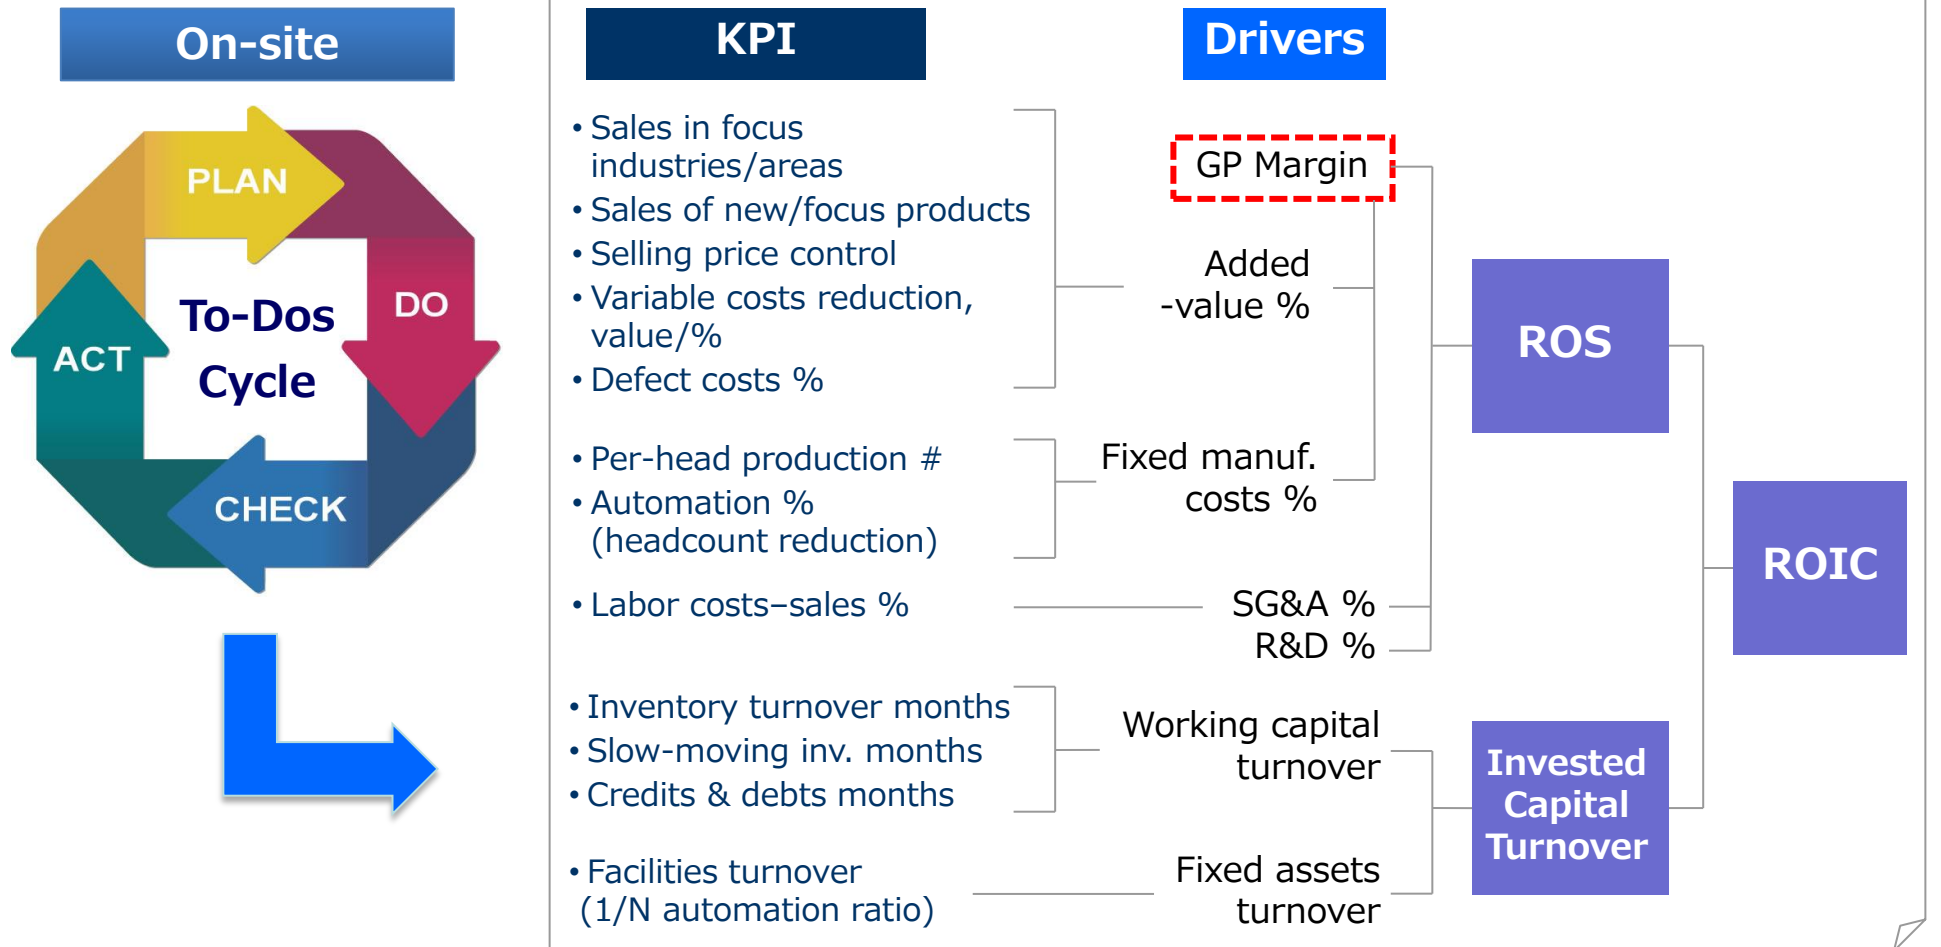 On-site
PLAN
DO
CHECK
ACT
To-Dos
Cycle
KPI
• Sales in focus
industries/areas
• Sales of new/focus products
• Selling price control
• Variable costs reduction,
value/%
• Defect costs %
• Per-head production #
• Automation %
(headcount reduction)
• Labor costs–sales %
• Inventory turnover months
• Slow-moving inv. months
• Credits & debts months
• Facilities turnover
(1/N automation ratio)
Drivers
GP Margin
Added
-value %
Fixed manuf.
costs %
SG&A %
R&D %
Working capital
turnover
Fixed assets
turnover
ROS
Invested
Capital
Turnover
ROIC